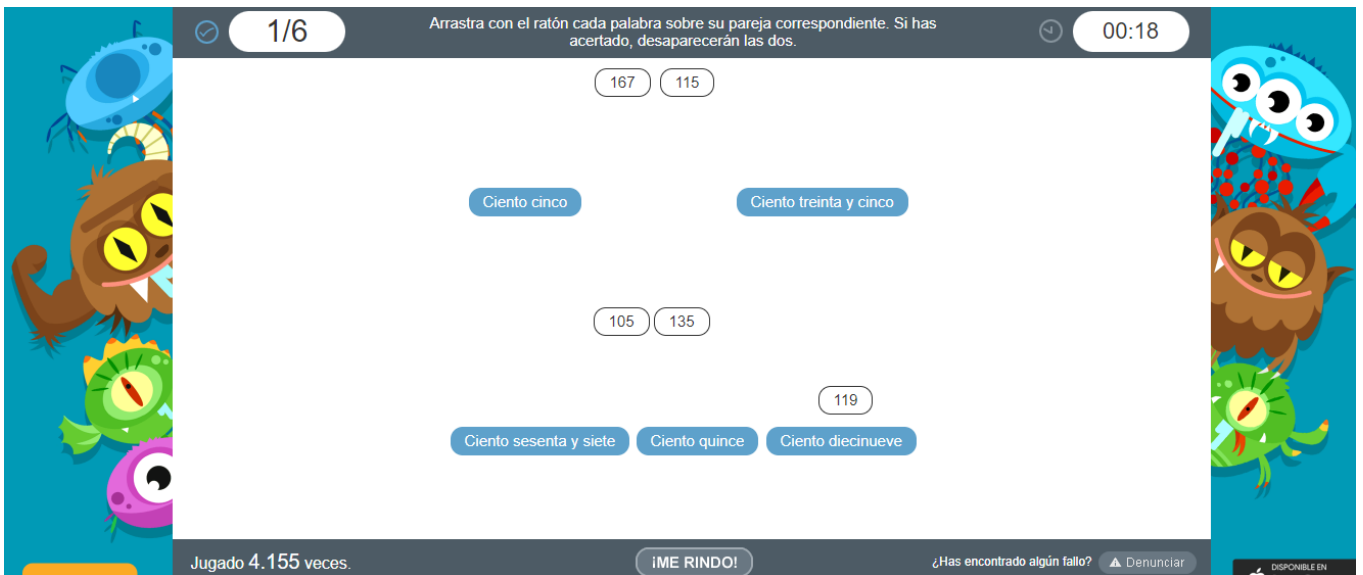 1/6
Arrastra con el ratón cada palabra sobre su pareja correspondiente. Si has
acertado, desaparecerán las dos.
00:18
167 115
Ciento cinco Ciento treinta y cinco
105 135
119
Ciento sesenta y siete Ciento quince Ciento diecinueve
Jugado 4.155 veces. ¡ME RINDO! ¿Has encontrado algún fallo? Denunciar
DISPONIBLE EN